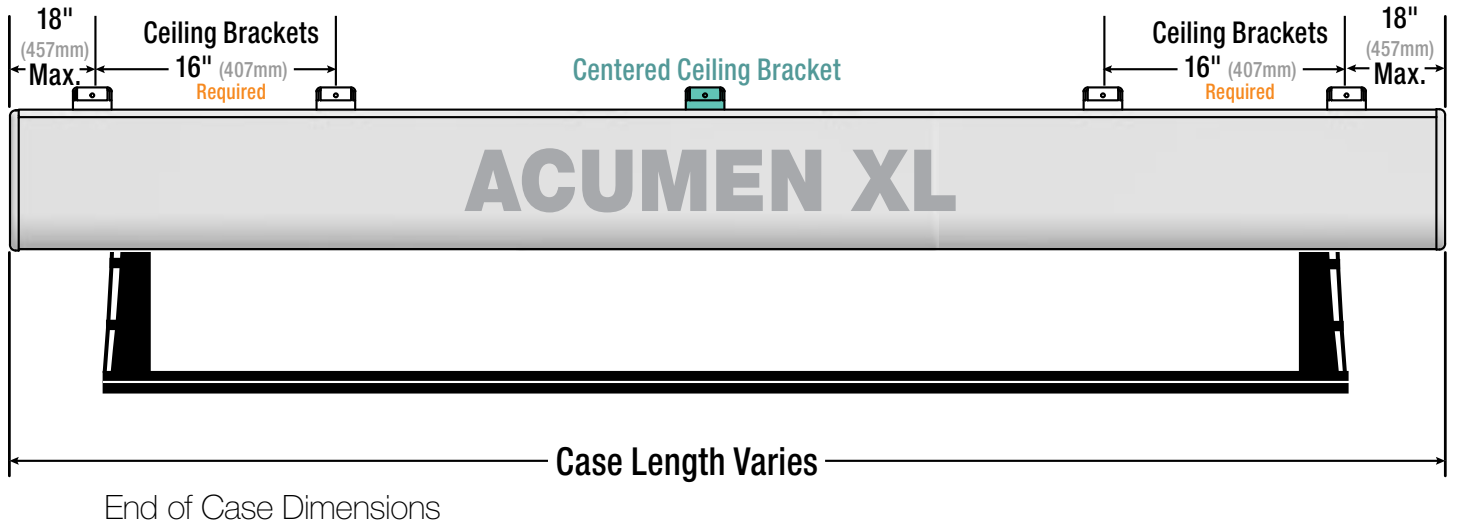 18"
(457mm)
Max.
Ceiling Brackets
16" (407mm)
Required
Centered Ceiling Bracket
Ceiling Brackets
16" (407mm)
Required
18"
(457mm)
Max.
ACUMEN XL
Case Length Varies
End of Case Dimensions